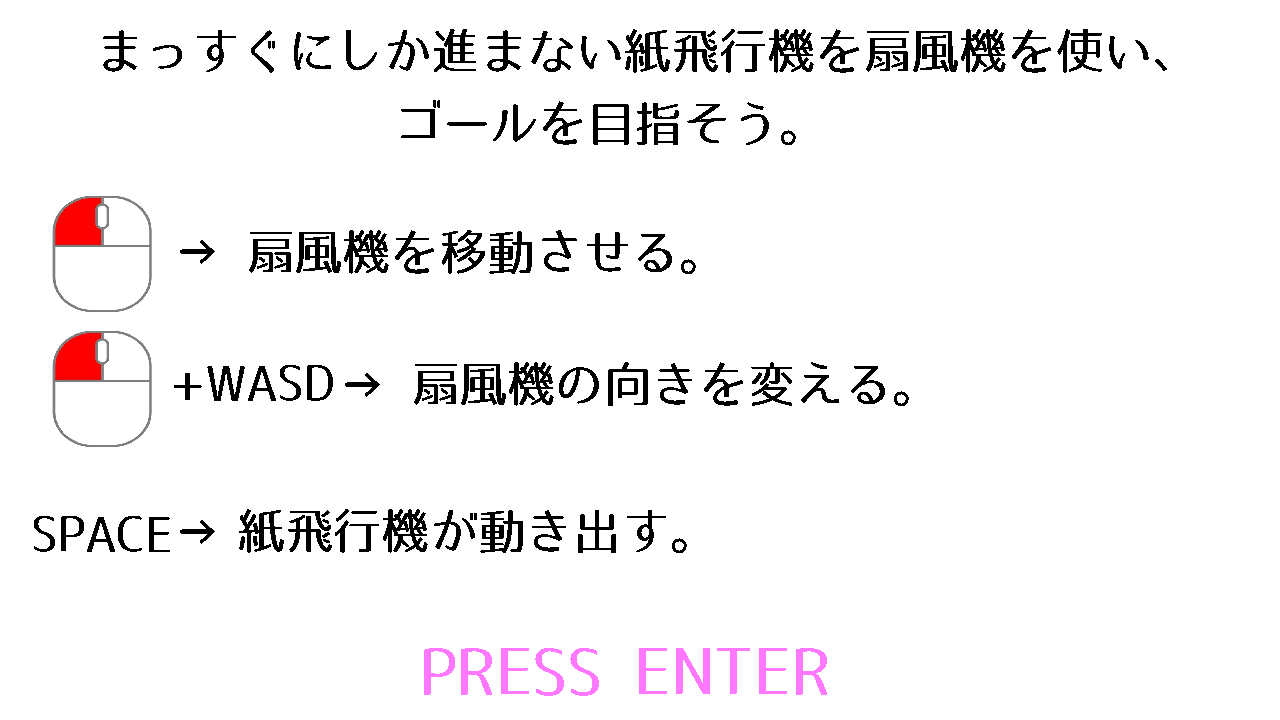 まっすぐにしか進まない紙飛行機を扇風機を使い、
ゴールを目指そう。
→ 扇風機を移動させる。
+WASD→ 扇風機の向きを変える。
SPACE→ 紙飛行機が動き出す。
PRESS ENTER